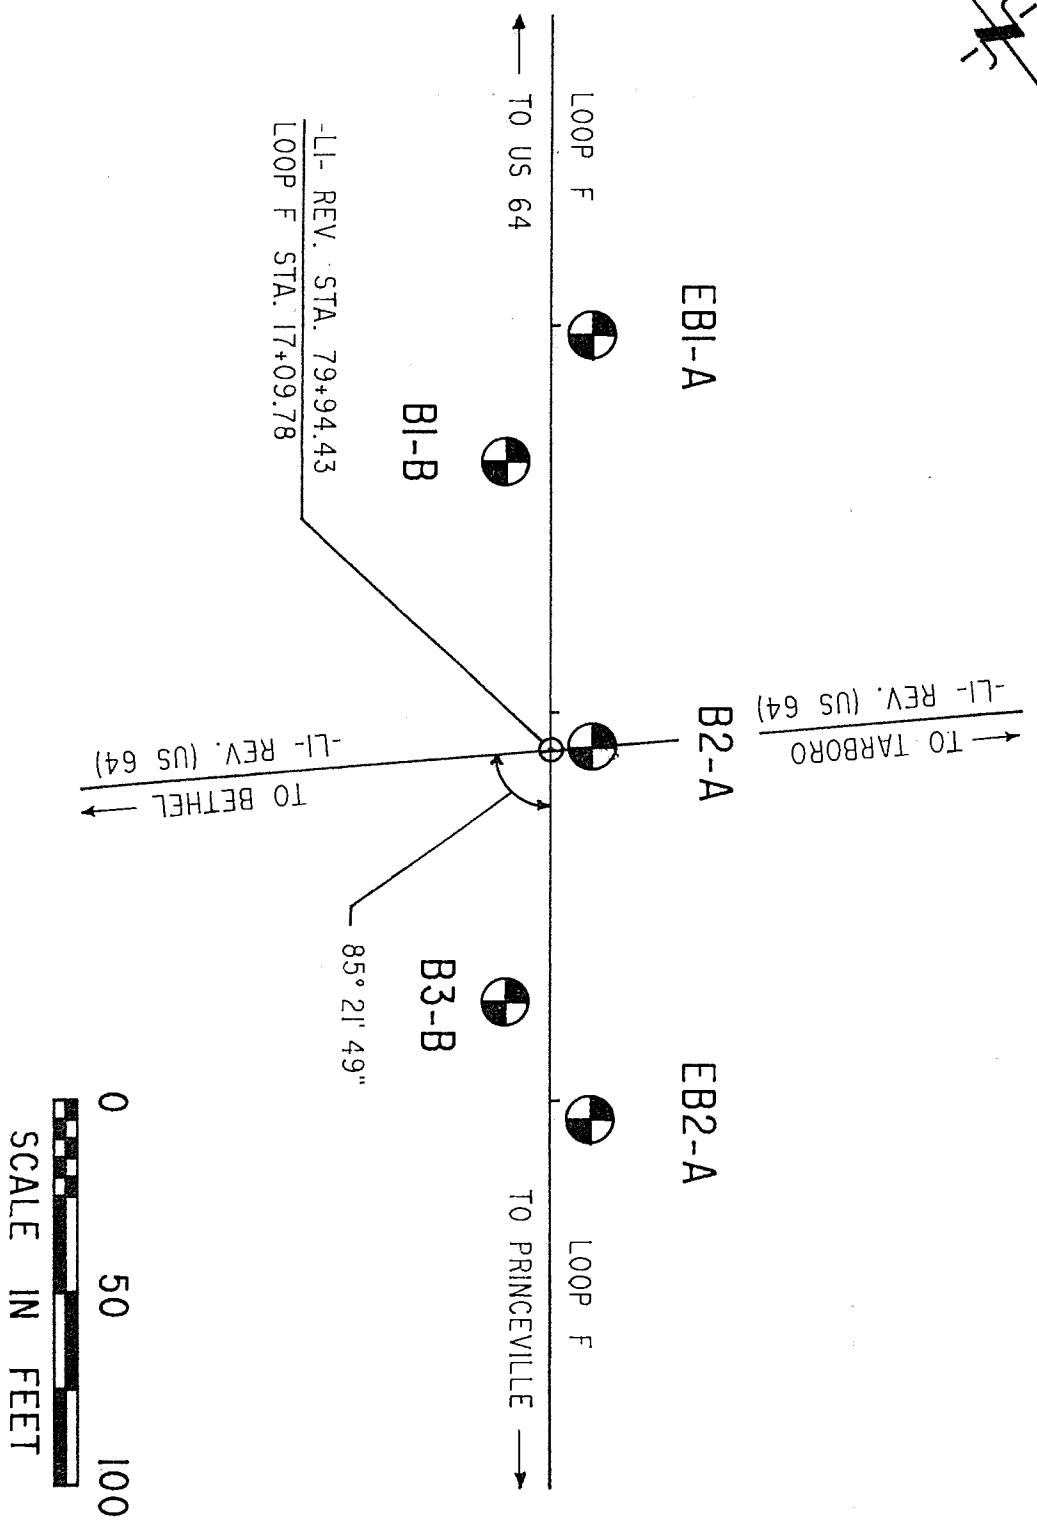 EB1-A
B2-A
EB2-A
LOOP F
LOOP F
← TO US 64
TO PRINCEVILLE →
B1-B
B3-B
-L1- REV. STA. 79+94.43
LOOP F STA. 17+09.78
85° 21' 49"
-L1- REV. (US 64)
TO TARBORO
-L1- REV. (US 64)
TO BETHEL
0 50 100
SCALE IN FEET